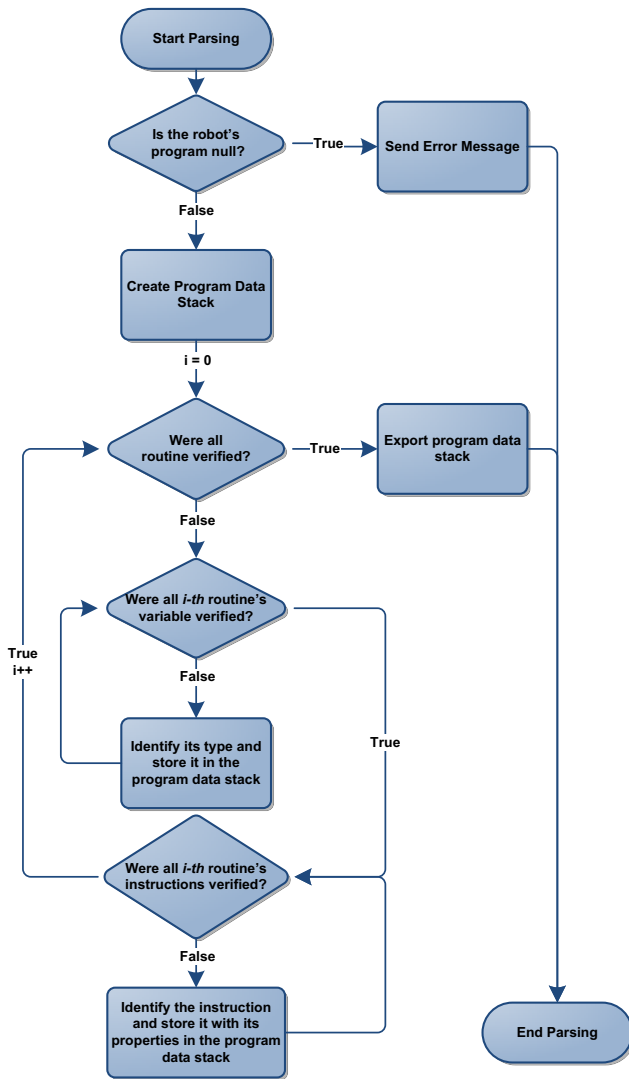 Start Parsing
Is the robot's
program null?
True
Send Error Message
False
Create Program Data
Stack
i = 0
Were all
routine verified?
True
Export program data
stack
False
Were all i-th routine's
variable verified?
True
i++
False
Identify its type and
store it in the
program data stack
True
Were all i-th routine's
instructions verified?
False
Identify the instruction
and store it with its
properties in the program
data stack
End Parsing